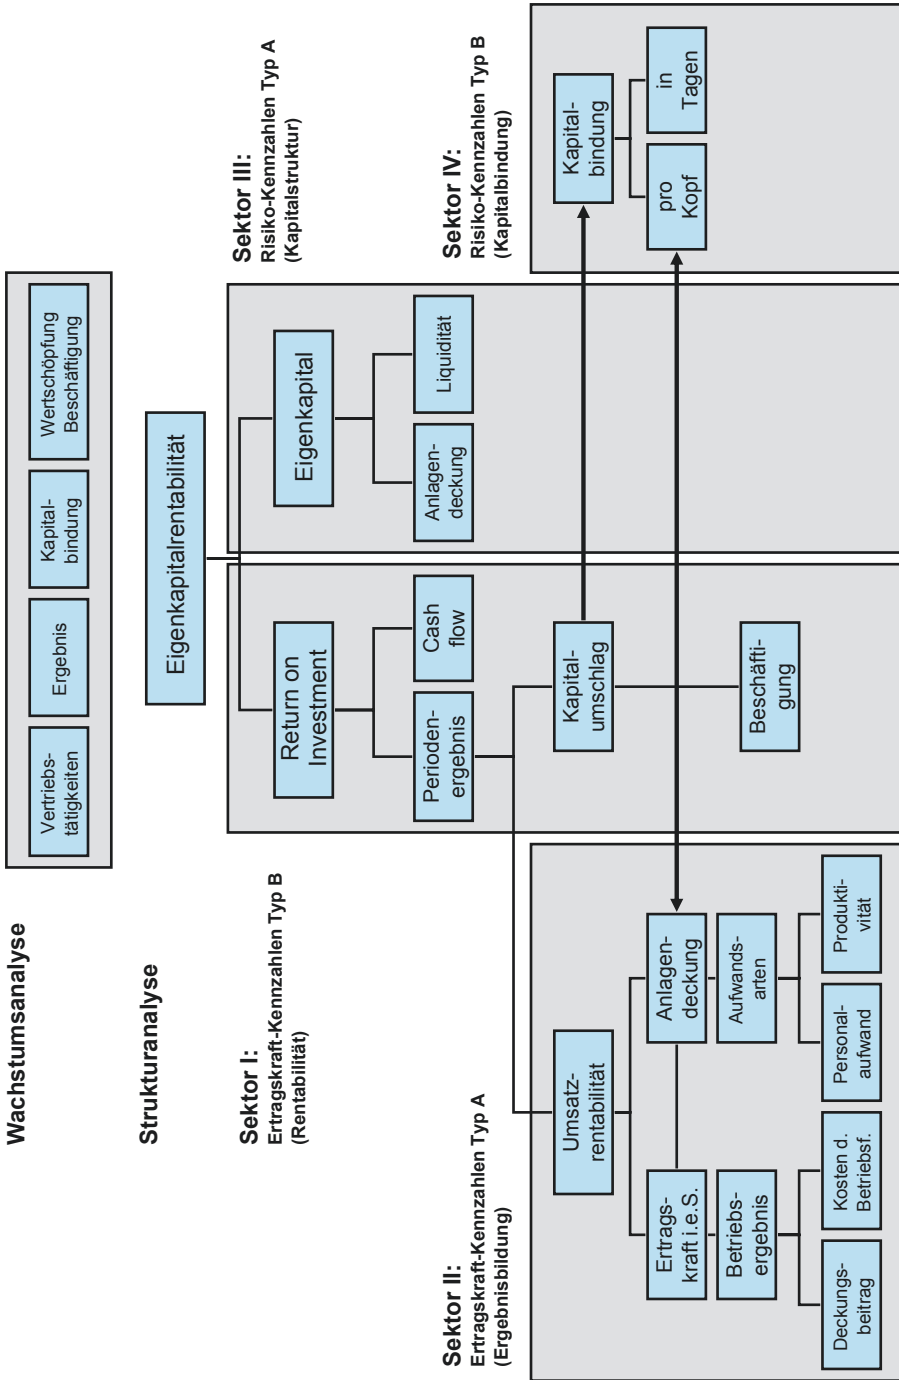 Wachstumsanalyse
Vertriebs-
tätigkeiten
Ergebnis
Kapital-
bindung
Wertschöpfung
Beschäftigung
Strukturanalyse
Eigenkapitalrentabilität
Sektor I:
Ertragskraft-Kennzahlen Typ B
(Rentabilität)
Return on
Investment
Eigenkapital
Sektor III:
Risiko-Kennzahlen Typ A
(Kapitalstruktur)
Perioden-
ergebnis
Cash
flow
Anlagen-
deckung
Liquidität
Sektor II:
Ertragskraft-Kennzahlen Typ A
(Ergebnisbildung)
Sektor IV:
Risiko-Kennzahlen Typ B
(Kapitalbindung)
Umsatz-
rentabilität
Kapital-
umschlag
Kapital-
bindung
Ertrags-
kraft i.e.S.
Anlagen-
deckung
pro
Kopf
in
Tagen
Betriebs-
ergebnis
Aufwands-
arten
Beschäfti-
gung
Deckungs-
beitrag
Kosten d.
Betriebsf.
Personal-
aufwand
Produkti-
vität